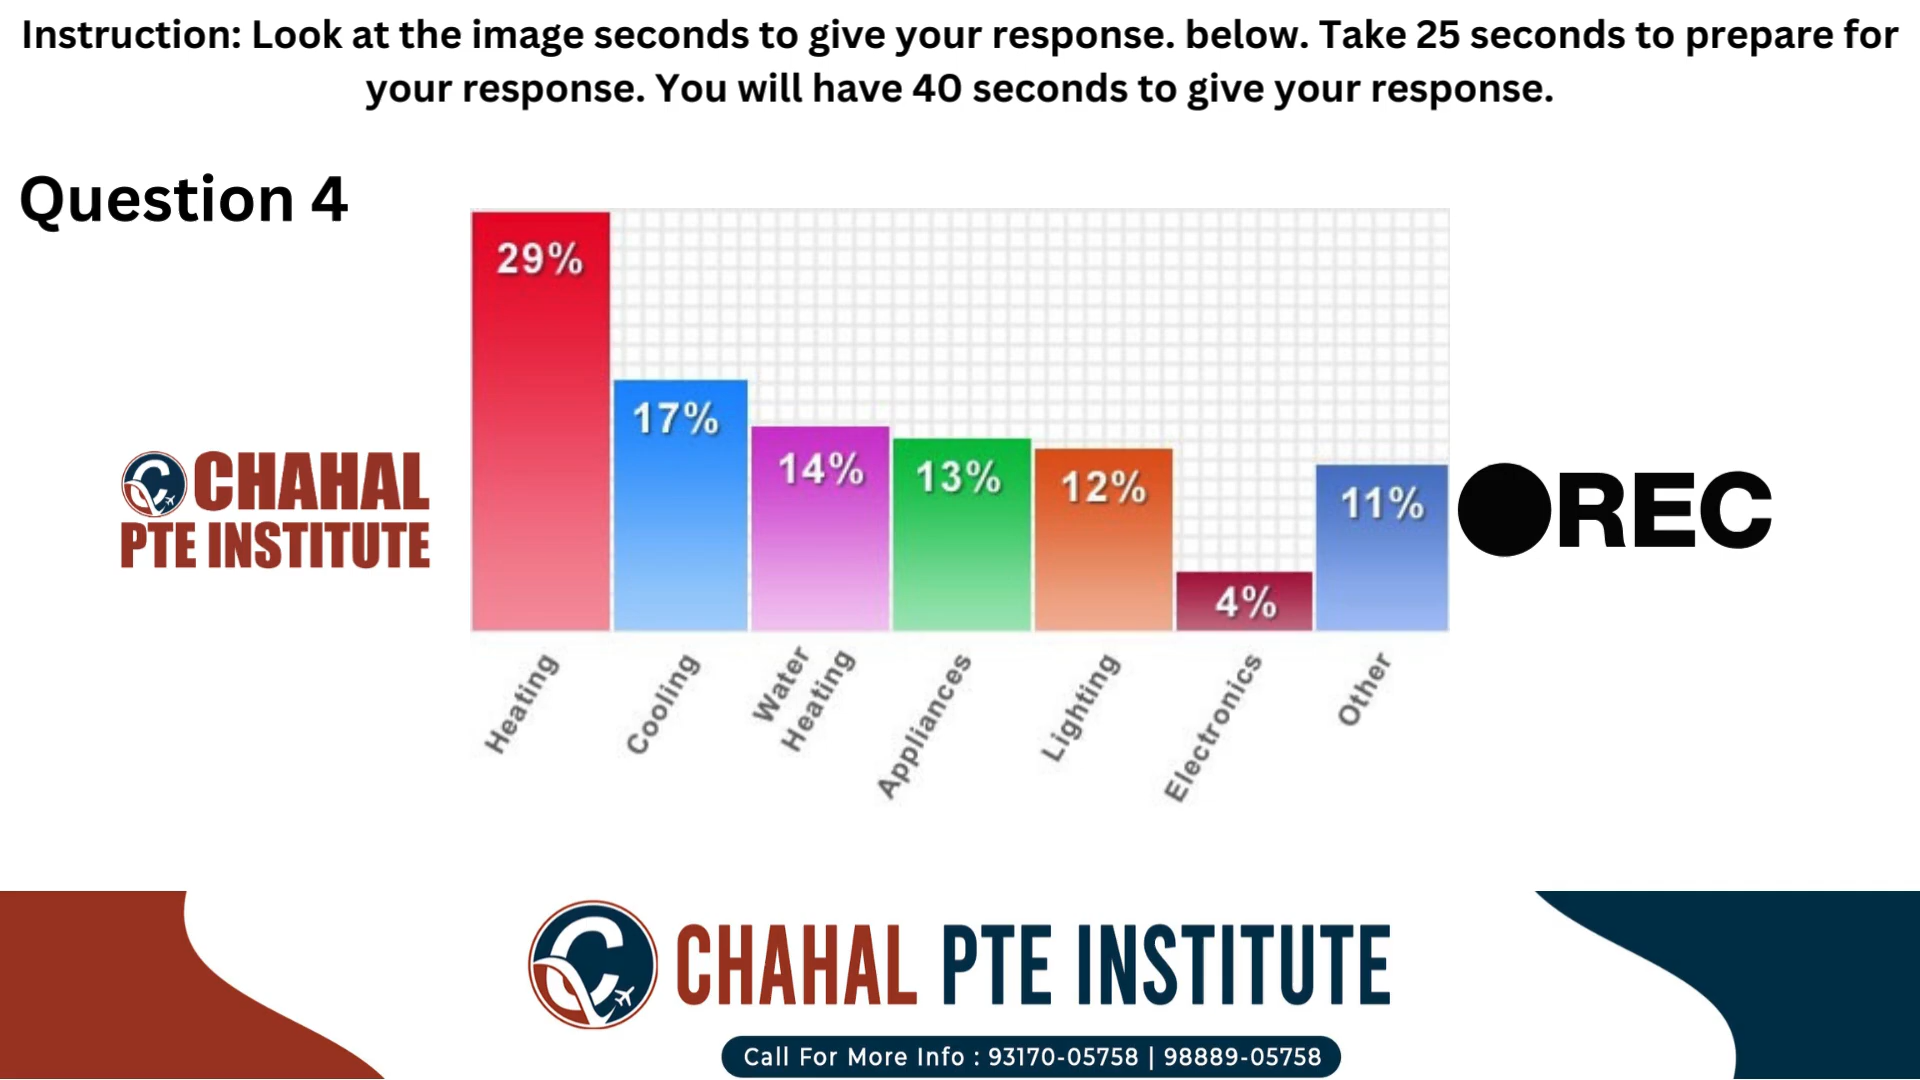 Instruction: Look at the image seconds to give your response. below. Take 25 seconds to prepare for
your response. You will have 40 seconds to give your response.
Question 4
29%
17%
14%
13%
12%
4%
11%
CHAHAL
PTE INSTITUTE
REC
Heating
Cooling
Water
Heating
Appliances
Lighting
Electronics
Other
CHAHAL PTE INSTITUTE
Call For More Info : 93170-05758 | 98889-05758